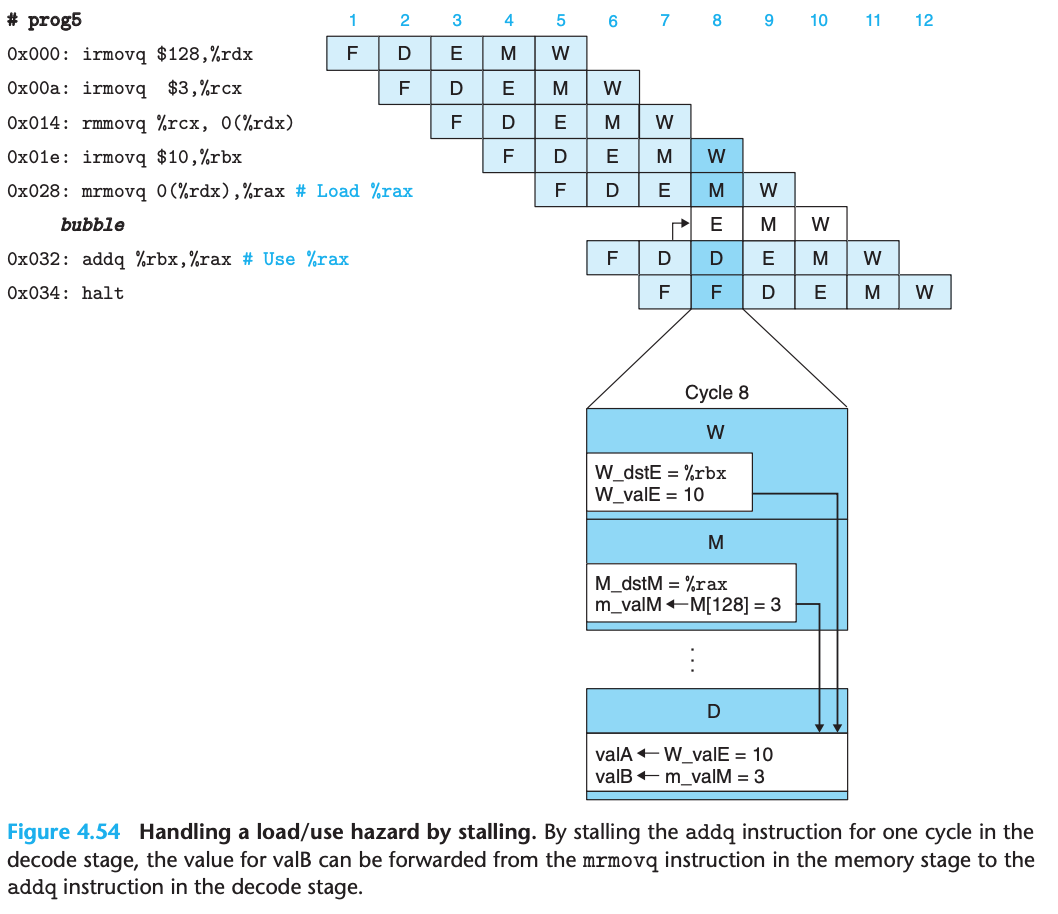 # prog5 1 2 3 4 5 6 7 8 9 10 11 12
0x000: irmovq $128,%rdx F D E M W
0x00a: irmovq  $3,%rcx F D E M W
0x014: rmmovq %rcx, 0(%rdx) F D E M W
0x01e: irmovq $10,%rbx F D E M W
0x028: mrmovq 0(%rdx),%rax # Load %rax F D E M W
bubble E M W
0x032: addq %rbx,%rax # Use %rax F D D E M W
0x034: halt F F D E M W
Cycle 8
W
W_dstE = %rbx
W_valE = 10
M
M_dstM = %rax
m_valM ← M[128] = 3
⋮
D
valA ← W_valE = 10
valB ← m_valM = 3
Figure 4.54 Handling a load/use hazard by stalling. By stalling the addq instruction for one cycle in the
decode stage, the value for valB can be forwarded from the mrmovq instruction in the memory stage to the
addq instruction in the decode stage.